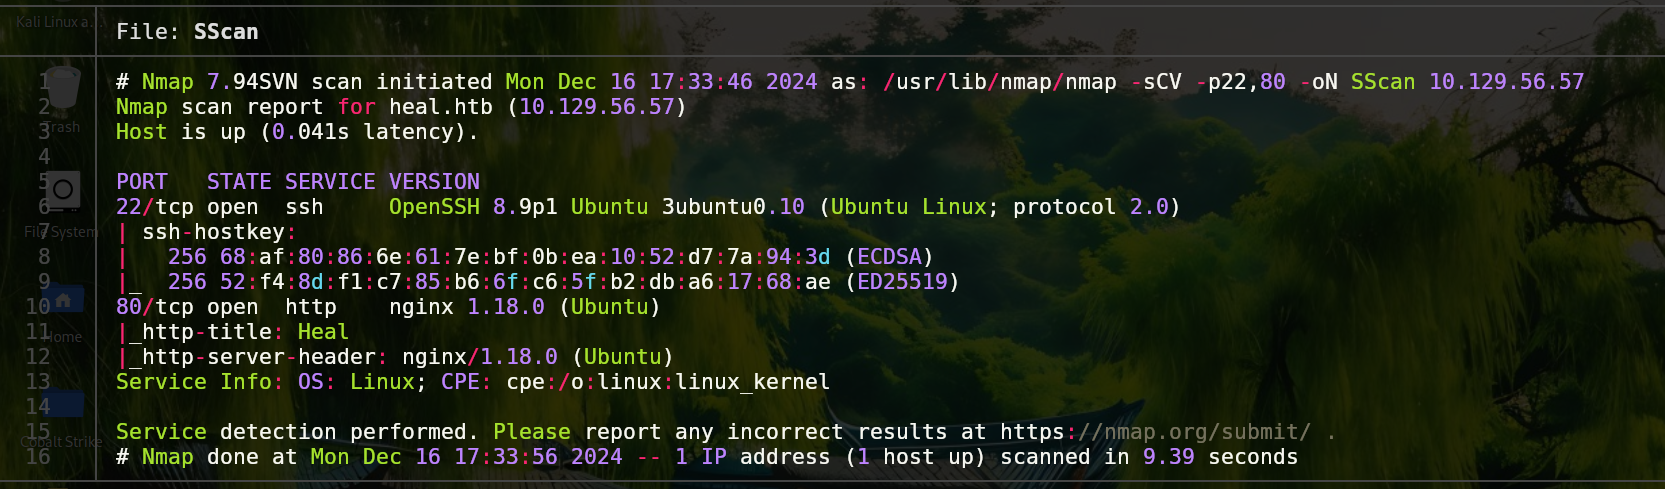 Kali Linux a...
File: SScan
1 # Nmap 7.94SVN scan initiated Mon Dec 16 17:33:46 2024 as: /usr/lib/nmap/nmap -sCV -p22,80 -oN SScan 10.129.56.57
2 Nmap scan report for heal.htb (10.129.56.57)
3 Host is up (0.041s latency).
Trash
4
5 PORT   STATE SERVICE VERSION
6 22/tcp open  ssh     OpenSSH 8.9p1 Ubuntu 3ubuntu0.10 (Ubuntu Linux; protocol 2.0)
7 | ssh-hostkey:
File System
8 |   256 68:af:80:86:6e:61:7e:bf:0b:ea:10:52:d7:7a:94:3d (ECDSA)
9 |_  256 52:f4:8d:f1:c7:85:b6:6f:c6:5f:b2:db:a6:17:68:ae (ED25519)
10 80/tcp open  http    nginx 1.18.0 (Ubuntu)
11 |_http-title: Heal
Home
12 |_http-server-header: nginx/1.18.0 (Ubuntu)
13 Service Info: OS: Linux; CPE: cpe:/o:linux:linux_kernel
14
15 Service detection performed. Please report any incorrect results at https://nmap.org/submit/ .
Cobalt Strike
16 # Nmap done at Mon Dec 16 17:33:56 2024 -- 1 IP address (1 host up) scanned in 9.39 seconds